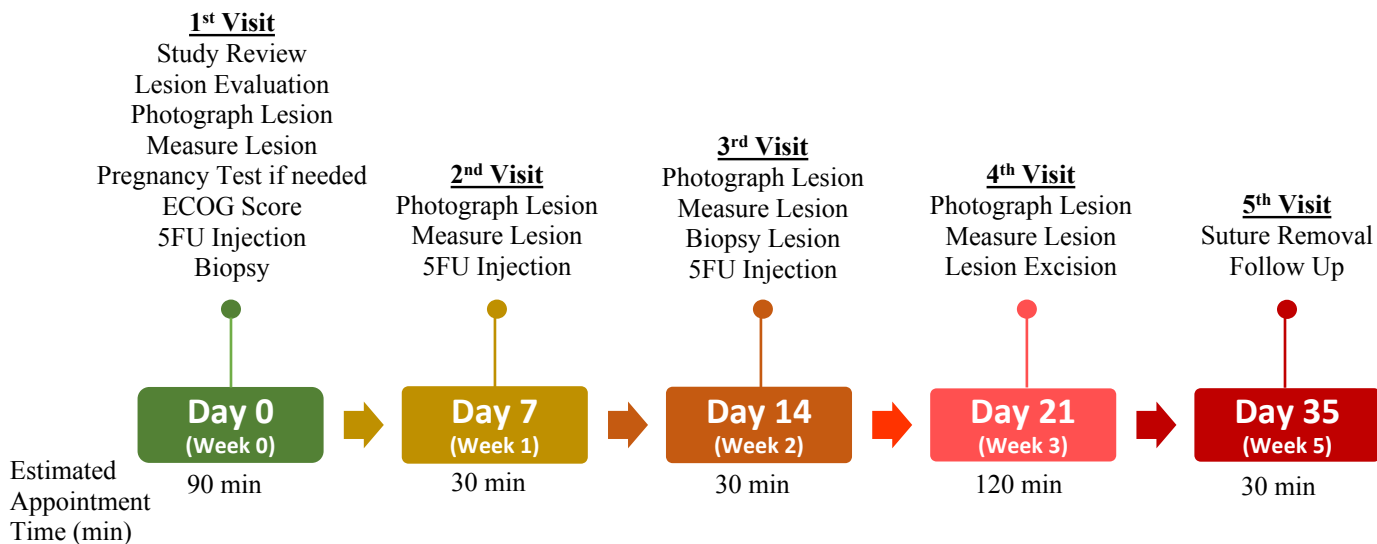 1st Visit
Study Review
Lesion Evaluation
Photograph Lesion
Measure Lesion
Pregnancy Test if needed
ECOG Score
5FU Injection
Biopsy
2nd Visit
Photograph Lesion
Measure Lesion
5FU Injection
3rd Visit
Photograph Lesion
Measure Lesion
Biopsy Lesion
5FU Injection
4th Visit
Photograph Lesion
Measure Lesion
Lesion Excision
5th Visit
Suture Removal
Follow Up
Day 0
(Week 0)
Day 7
(Week 1)
Day 14
(Week 2)
Day 21
(Week 3)
Day 35
(Week 5)
Estimated
Appointment
Time (min)
90 min
30 min
30 min
120 min
30 min